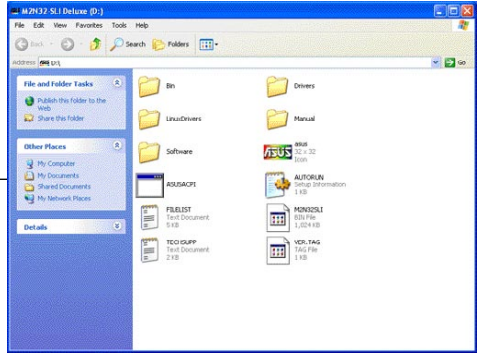 M2N32-SLI Deluxe (D:)
File Edit View Favorites Tools Help
Back Search Folders
Address D:\ Go
File and Folder Tasks
Publish this folder to the
Web
Share this folder
Other Places
My Computer
My Documents
Shared Documents
My Network Places
Details
Bin
Drivers
LinuxDrivers
Manual
Software
ASUS
asus
32 x 32
Icon
ASUSACPI
AUTORUN
Setup Information
1 KB
FILELIST
Text Document
5 KB
M2N32SLI
BIN File
1,024 KB
TECHSUPP
Text Document
2 KB
VER.TAG
TAG File
1 KB